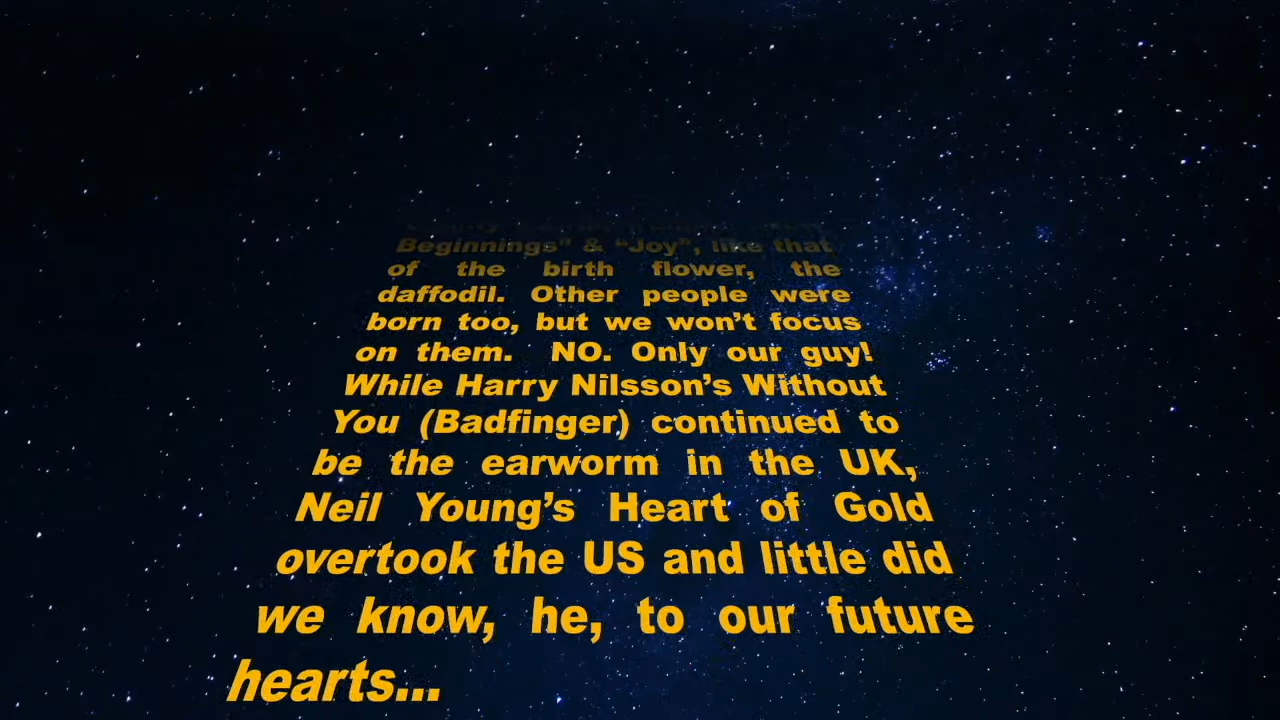 Beginnings” & “Joy”, like that
of the birth flower, the
daffodil. Other people were
born too, but we won’t focus
on them. NO. Only our guy!
While Harry Nilsson’s Without
You (Badfinger) continued to
be the earworm in the UK,
Neil Young’s Heart of Gold
overtook the US and little did
we know, he, to our future
hearts...